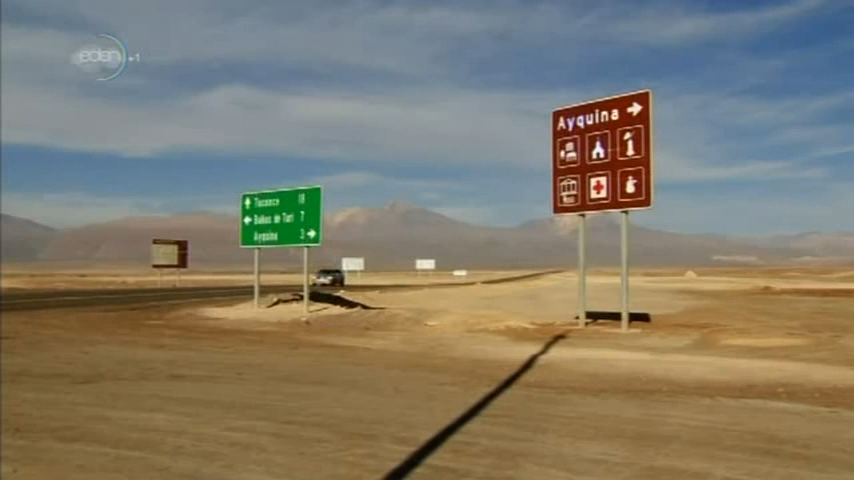 eden +1
Ayquina
Toconce 18
Baños de Turi 7
Ayquina 3